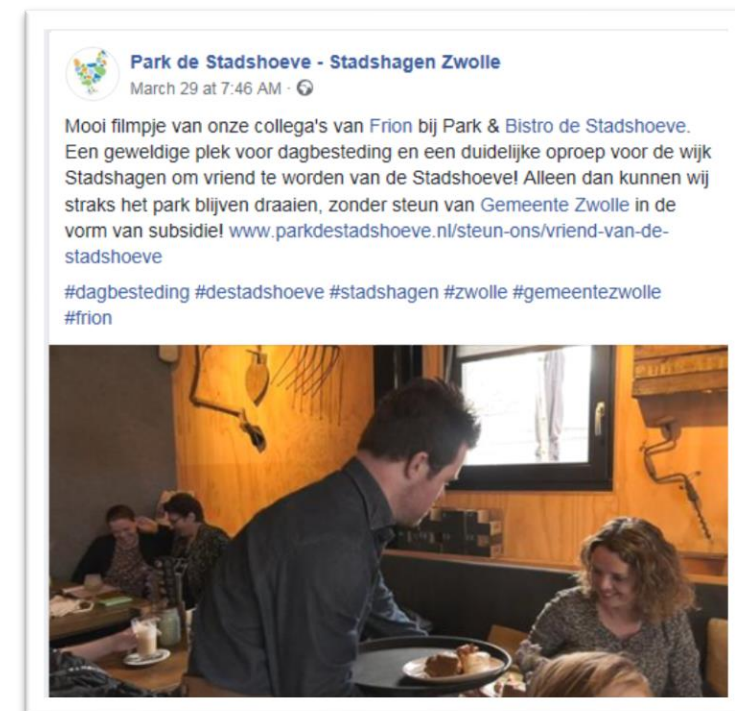 Park de Stadshoeve - Stadshagen Zwolle
March 29 at 7:46 AM ·
Mooi filmpje van onze collega's van Frion bij Park & Bistro de Stadshoeve.
Een geweldige plek voor dagbesteding en een duidelijke oproep voor de wijk
Stadshagen om vriend te worden van de Stadshoeve! Alleen dan kunnen wij
straks het park blijven draaien, zonder steun van Gemeente Zwolle in de
vorm van subsidie! www.parkdestadshoeve.nl/steun-ons/vriend-van-de-
stadshoeve
#dagbesteding #destadshoeve #stadshagen #zwolle #gemeentezwolle
#frion